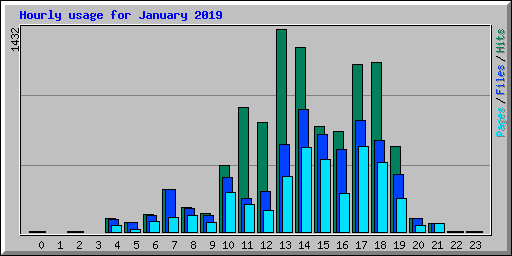 Hourly usage for January 2019
1432
Pages/Files/Hits
0 1 2 3 4 5 6 7 8 9 10 11 12 13 14 15 16 17 18 19 20 21 22 23